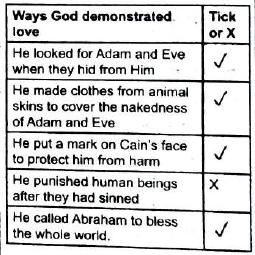 Ways God demonstrated Tick
love or X
He looked for Adam and Eve
when they hid from Him ✓
He made clothes from animal
skins to cover the nakedness ✓
of Adam and Eve
He put a mark on Cain's face
to protect him from harm ✓
He punished human beings X
after they had sinned
He called Abraham to bless
the whole world. ✓